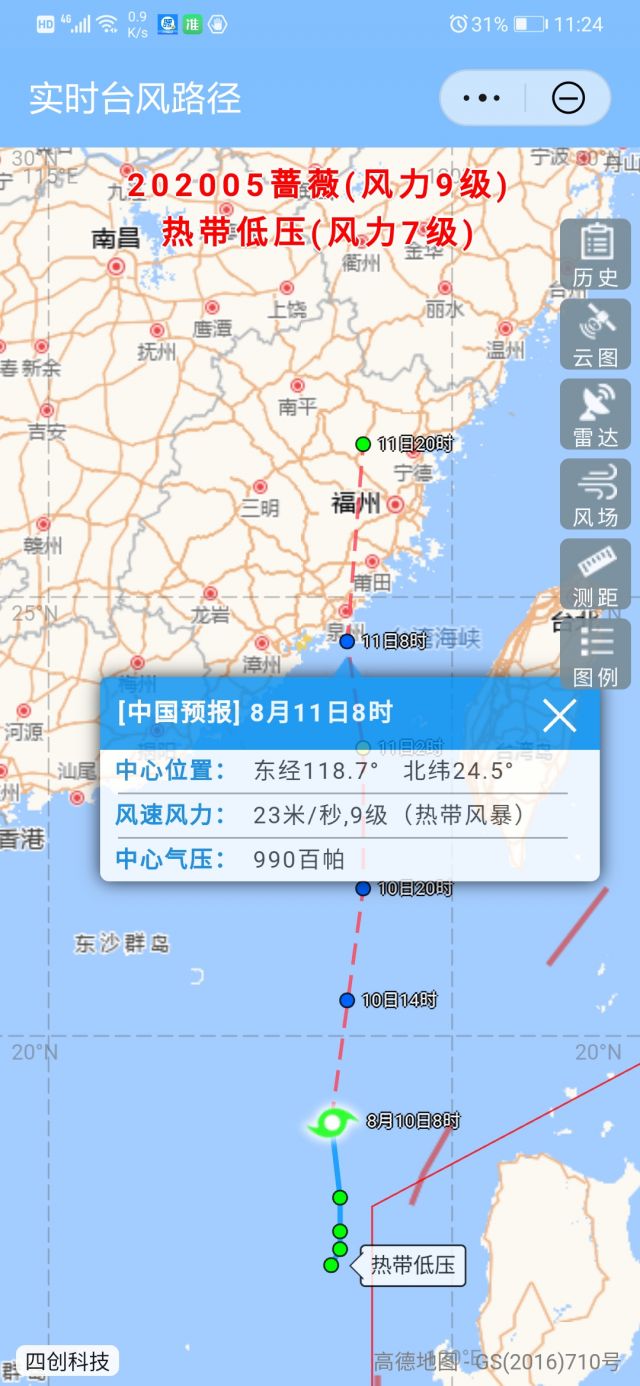 HD 4G 0.9 K/s 准 31% 11:24
实时台风路径
30°N
115°E
宁波
202005蔷薇(风力9级)
热带低压(风力7级)
南昌
衢州
金华
历史
上饶
丽水
台州
鹰潭
抚州
温州
云图
新余
南平
吉安
雷达
11日20时
宁德
三明
福州
风场
赣州
莆田
龙岩
测距
25°N
泉州
台北
11日8时
台湾海峡
漳州
梅州
图例
[中国预报] 8月11日8时
河源
11日2时
台湾岛
中心位置： 东经118.7° 北纬24.5°
汕尾
风速风力： 23米/秒,9级（热带风暴）
香港
中心气压： 990百帕
10日20时
东沙群岛
10日14时
20°N
20°N
8月10日8时
热带低压
四创科技
高德地图 - GS(2016)710号